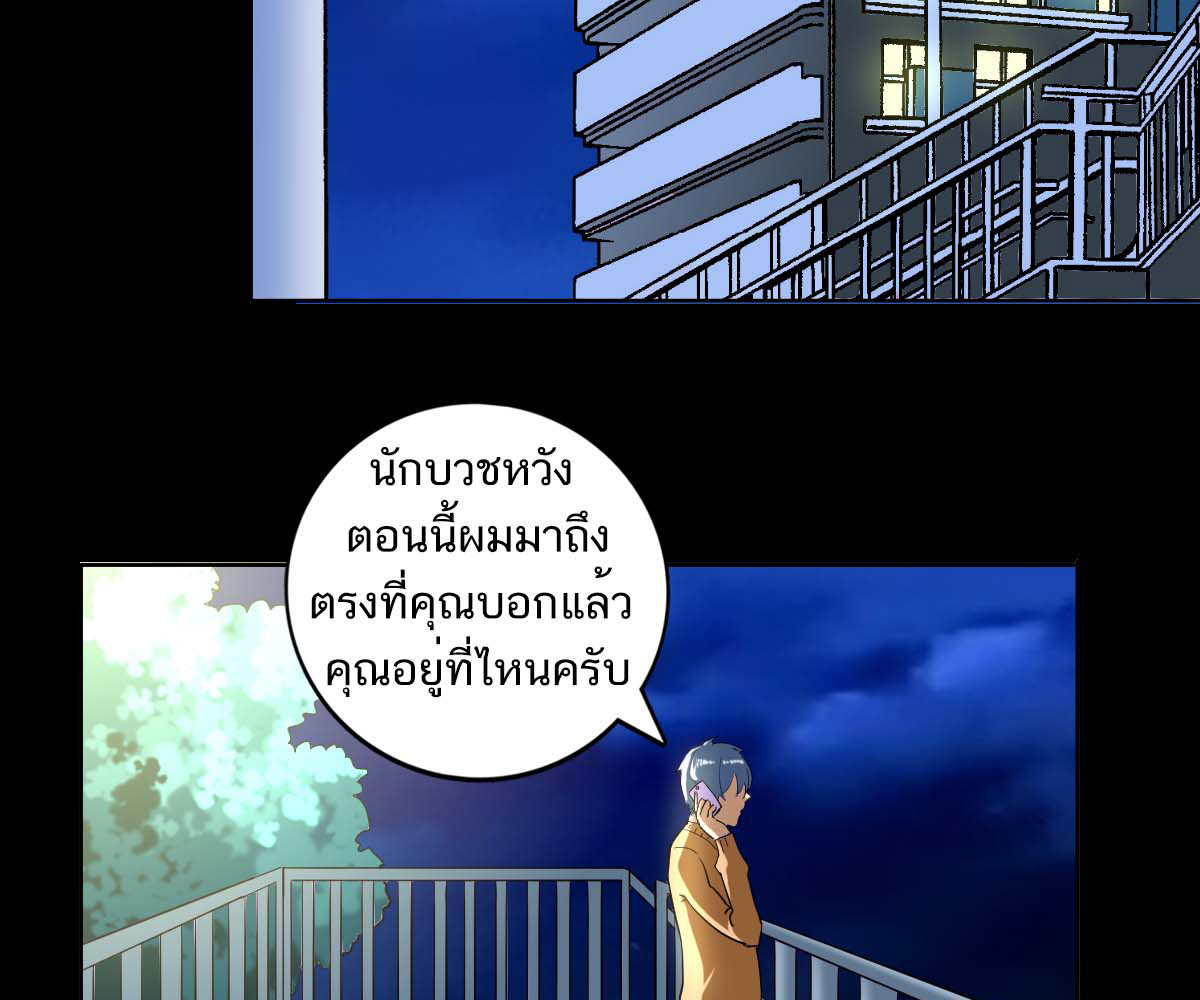 นักบวชหวัง
ตอนนี้ผมมาถึง
ตรงที่คุณบอกแล้ว
คุณอยู่ที่ไหนครับ